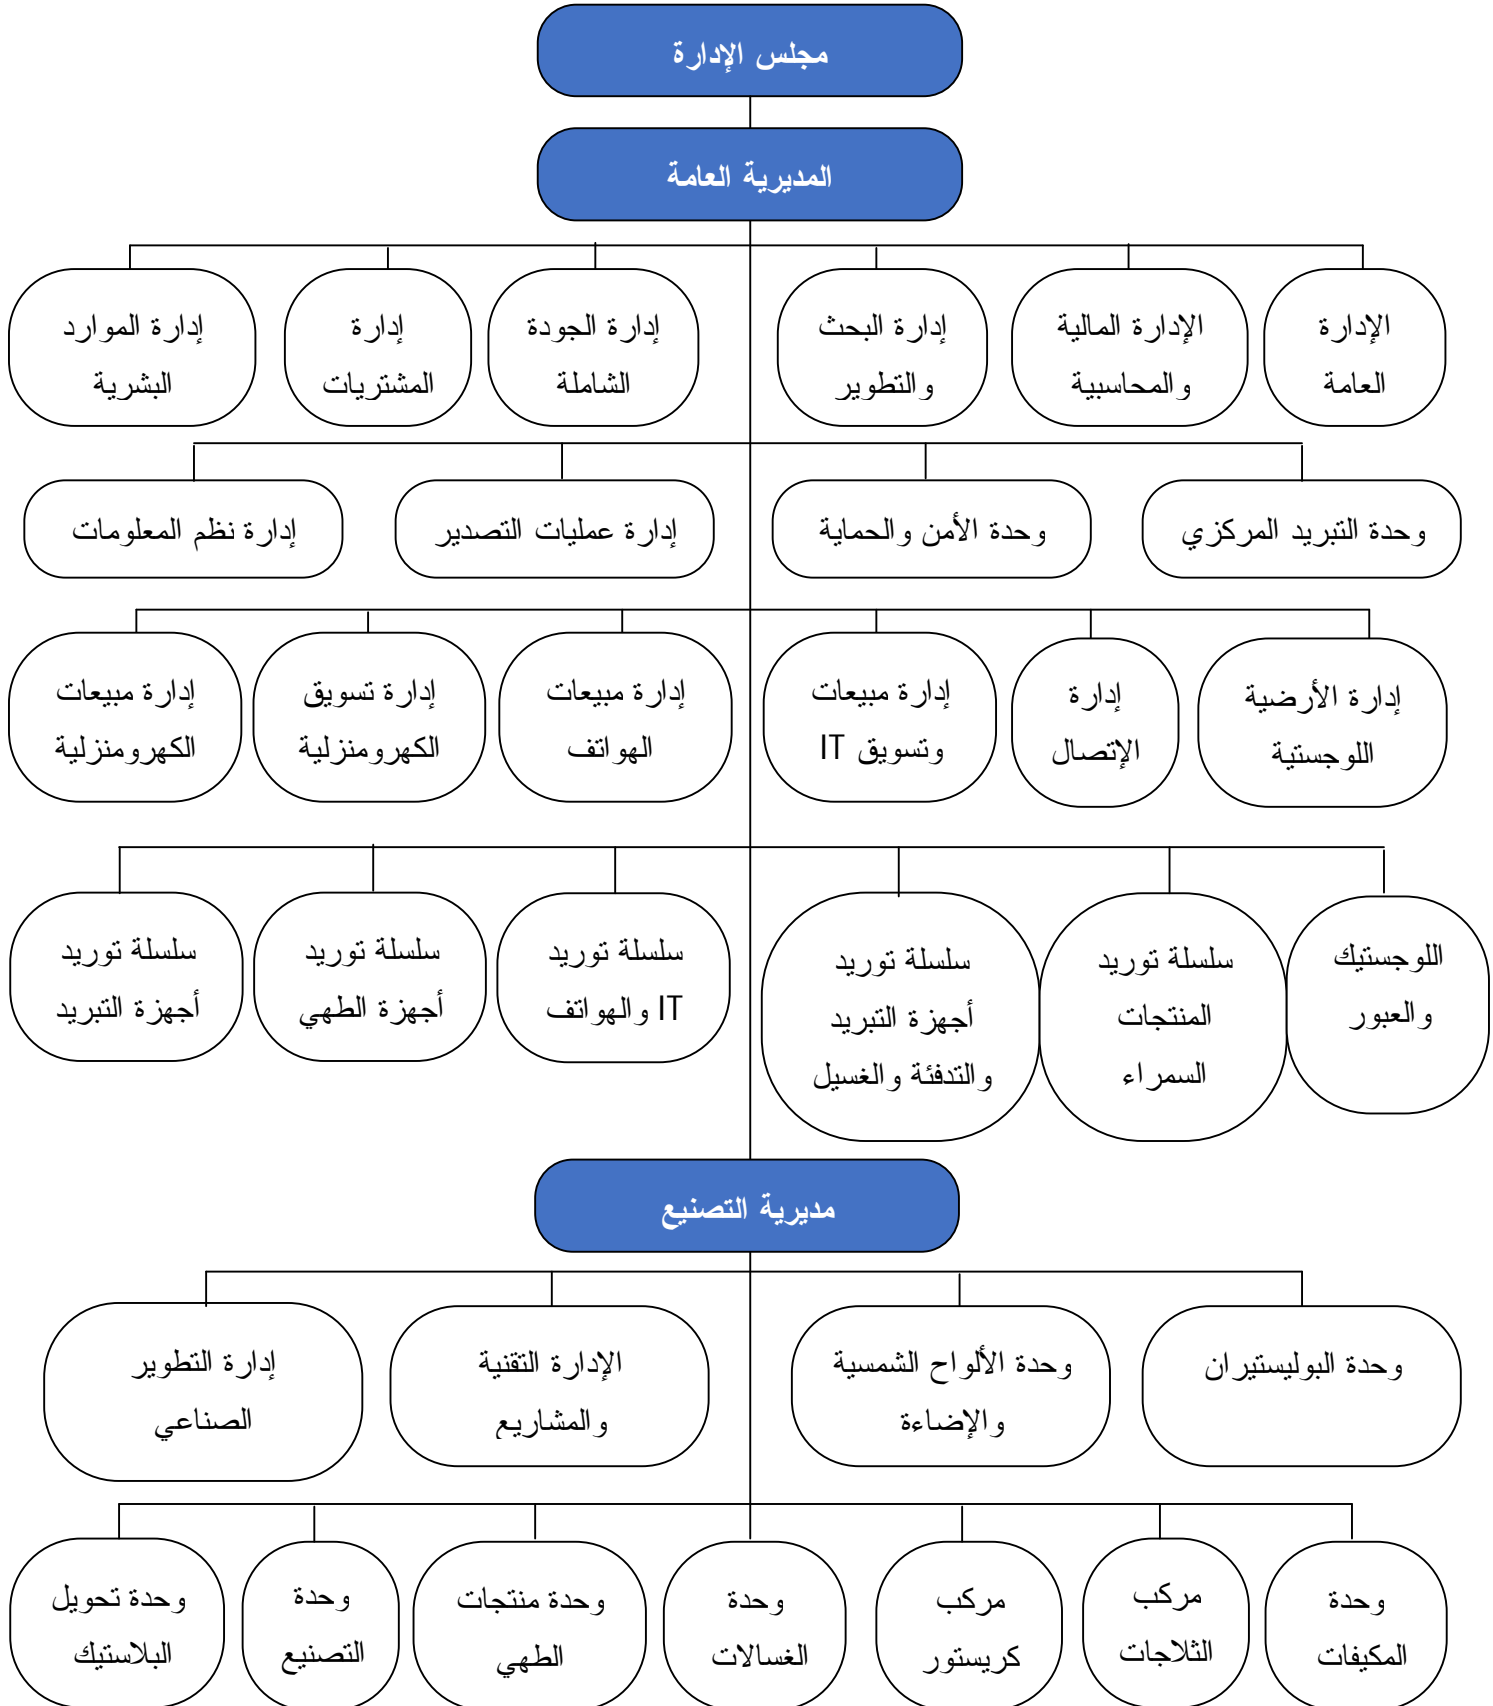 مجلس الإدارة
المديرية العامة
الإدارة
العامة
الإدارة المالية
والمحاسبية
إدارة البحث
والتطوير
إدارة الجودة
الشاملة
إدارة
المشتريات
إدارة الموارد
البشرية
وحدة التبريد المركزي
وحدة الأمن والحماية
إدارة عمليات التصدير
إدارة نظم المعلومات
إدارة الأرضية
اللوجستية
إدارة
الإتصال
إدارة مبيعات
وتسويق IT
إدارة مبيعات
الهواتف
إدارة تسويق
الكهرومنزلية
إدارة مبيعات
الكهرومنزلية
اللوجستيك
والعبور
سلسلة توريد
المنتجات
السمراء
سلسلة توريد
أجهزة التبريد
والتدفئة والغسيل
سلسلة توريد
IT والهواتف
سلسلة توريد
أجهزة الطهي
سلسلة توريد
أجهزة التبريد
مديرية التصنيع
وحدة البوليستيران
وحدة الألواح الشمسية
والإضاءة
الإدارة التقنية
والمشاريع
إدارة التطوير
الصناعي
وحدة
المكيفات
مركب
الثلاجات
مركب
كريستور
وحدة
الغسالات
وحدة منتجات
الطهي
وحدة
التصنيع
وحدة تحويل
البلاستيك